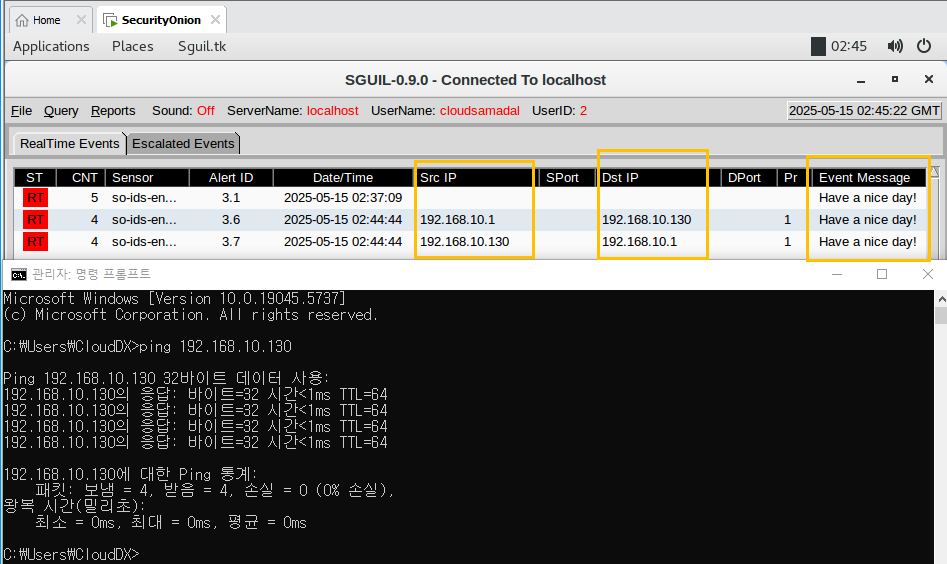 Home SecurityOnion
Applications Places Sguil.tk 02:45
SGUIL-0.9.0 - Connected To localhost
File Query Reports Sound: Off ServerName: localhost UserName: cloudsamadal UserID: 2 2025-05-15 02:45:22 GMT
RealTime Events Escalated Events
ST CNT Sensor Alert ID Date/Time Src IP SPort Dst IP DPort Pr Event Message
RT 5 so-ids-en... 3.1 2025-05-15 02:37:09 Have a nice day!
RT 4 so-ids-en... 3.6 2025-05-15 02:44:44 192.168.10.1 192.168.10.130 1 Have a nice day!
RT 4 so-ids-en... 3.7 2025-05-15 02:44:44 192.168.10.130 192.168.10.1 1 Have a nice day!
관리자: 명령 프롬프트
Microsoft Windows [Version 10.0.19045.5737]
(c) Microsoft Corporation. All rights reserved.
C:₩Users₩CloudDX>ping 192.168.10.130
Ping 192.168.10.130 32바이트 데이터 사용:
192.168.10.130의 응답: 바이트=32 시간<1ms TTL=64
192.168.10.130의 응답: 바이트=32 시간<1ms TTL=64
192.168.10.130의 응답: 바이트=32 시간<1ms TTL=64
192.168.10.130의 응답: 바이트=32 시간<1ms TTL=64
192.168.10.130에 대한 Ping 통계:
패킷: 보냄 = 4, 받음 = 4, 손실 = 0 (0% 손실),
왕복 시간(밀리초):
최소 = 0ms, 최대 = 0ms, 평균 = 0ms
C:₩Users₩CloudDX>